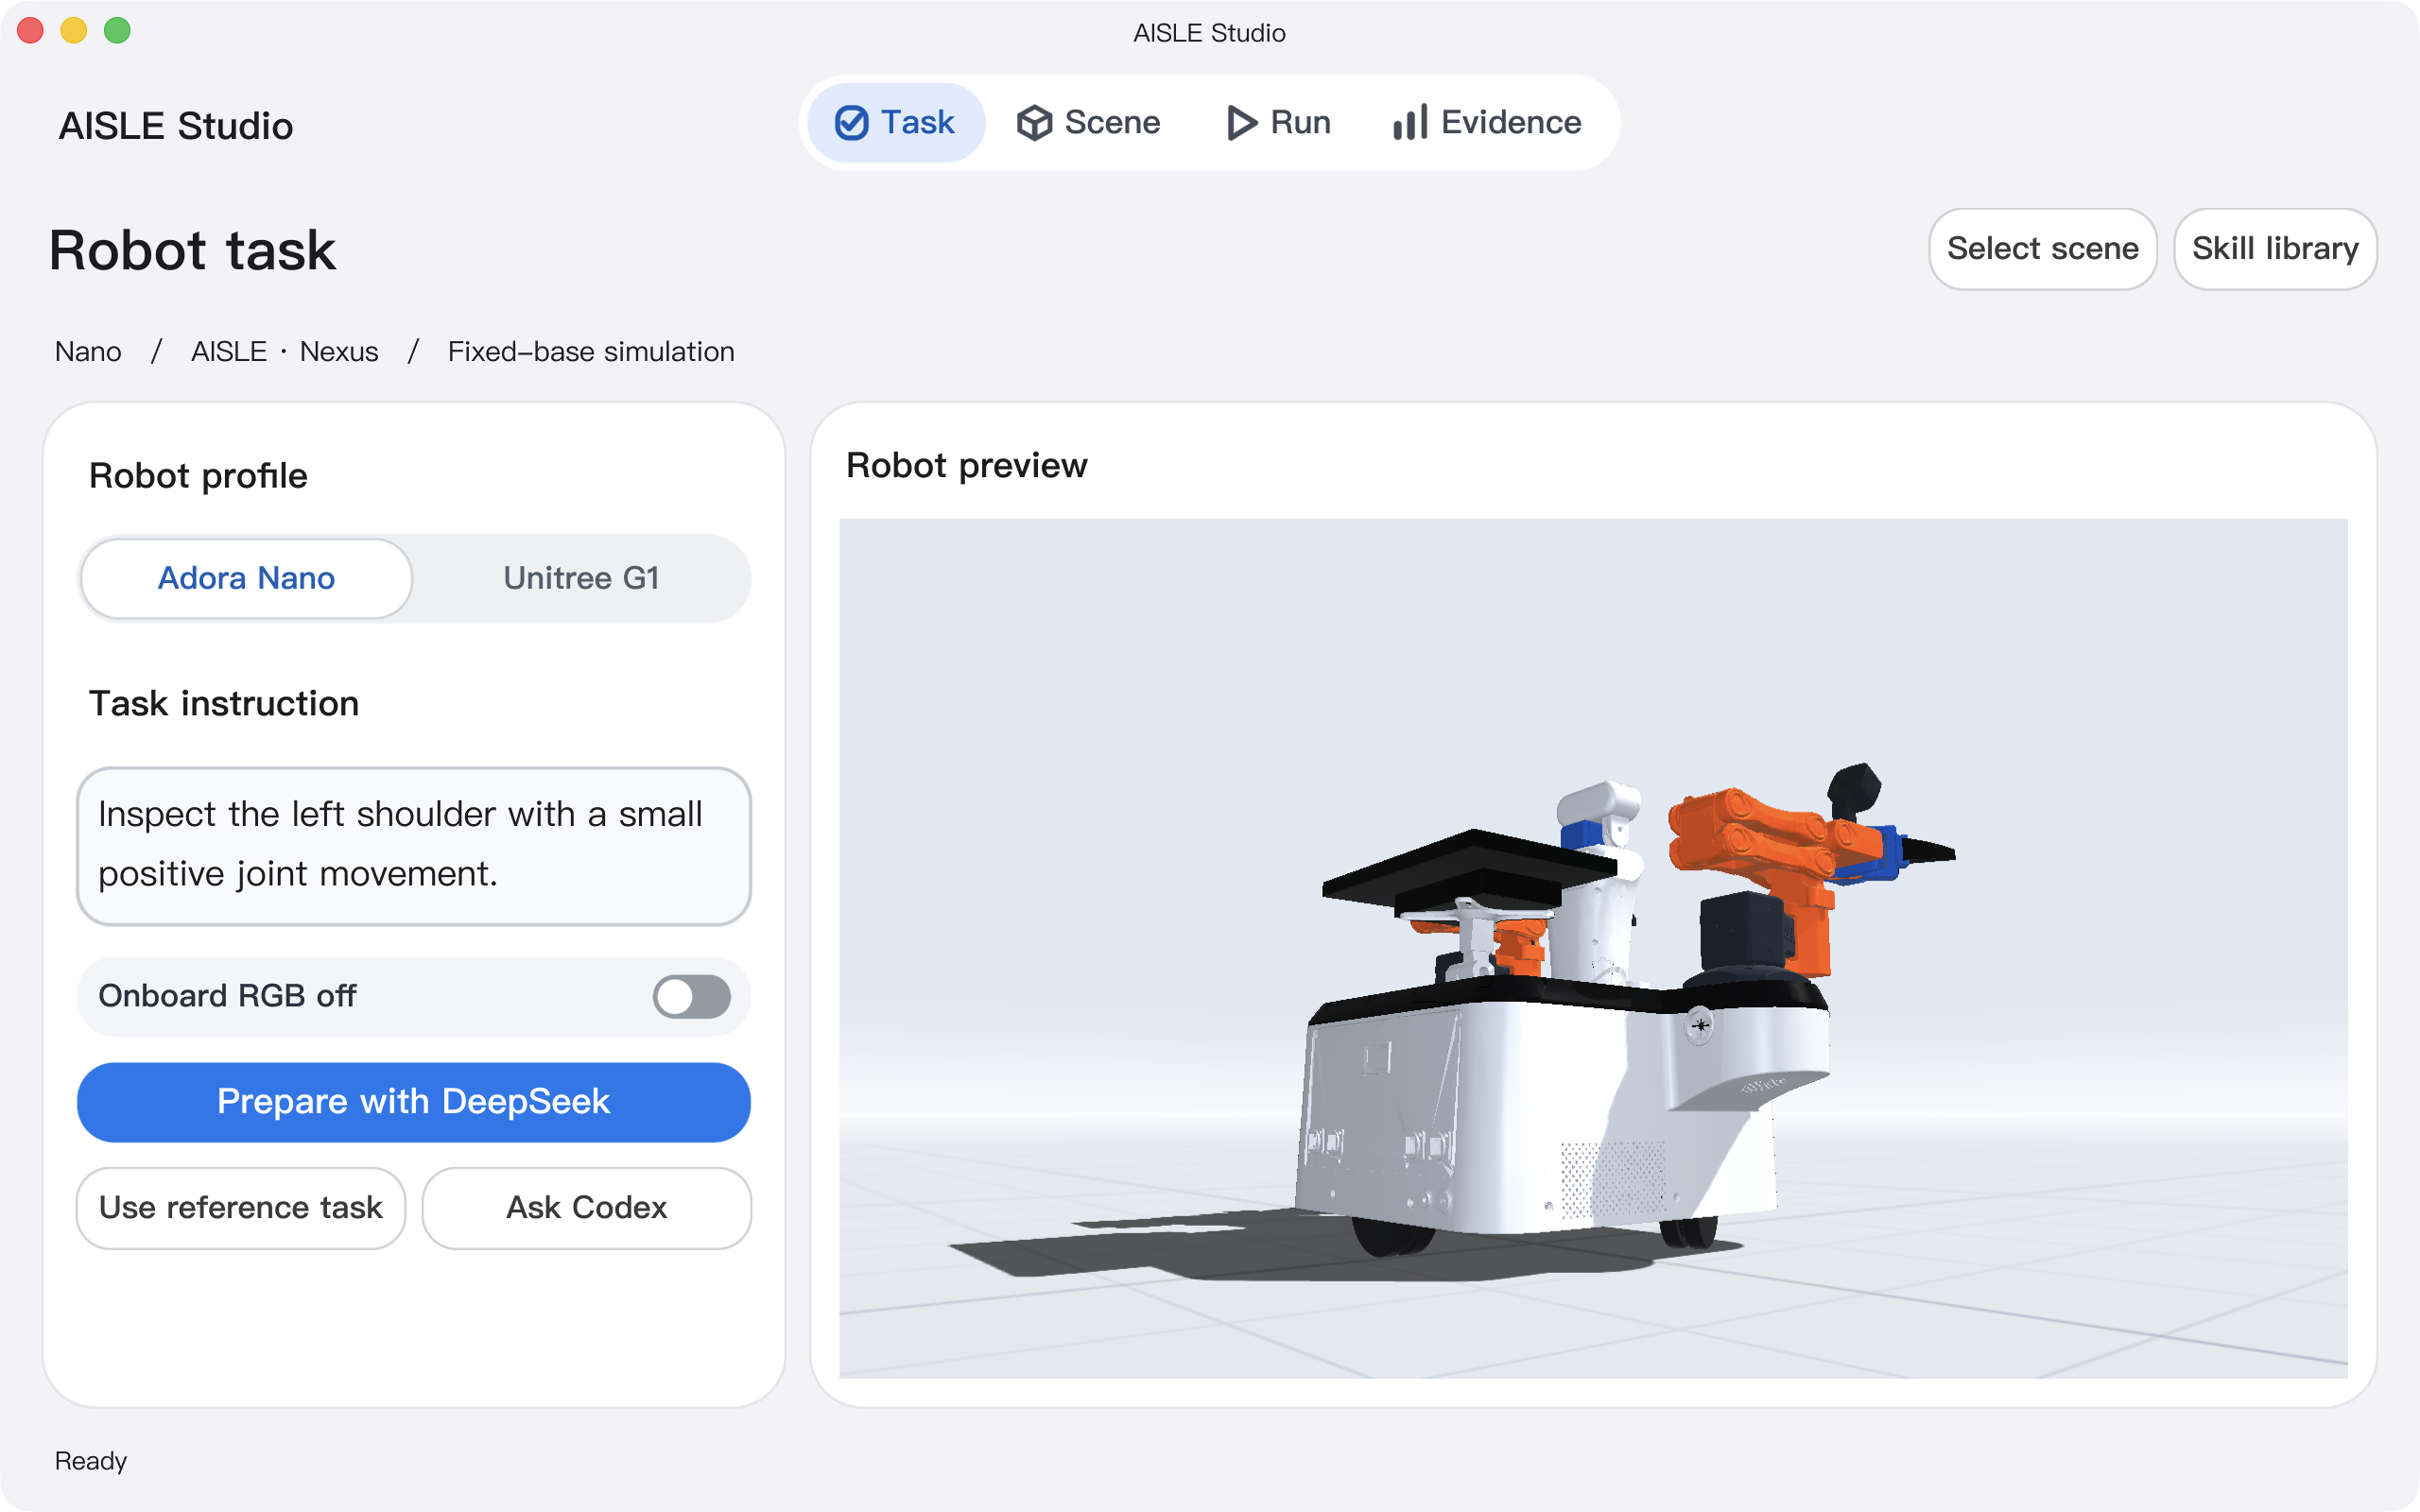 AISLE Studio
AISLE Studio
Task
Scene
Run
Evidence
Robot task
Select scene
Skill library
Nano / AISLE · Nexus / Fixed-base simulation
Robot profile
Adora Nano
Unitree G1
Task instruction
Inspect the left shoulder with a small
positive joint movement.
Onboard RGB off
Prepare with DeepSeek
Use reference task
Ask Codex
Robot preview
Ready